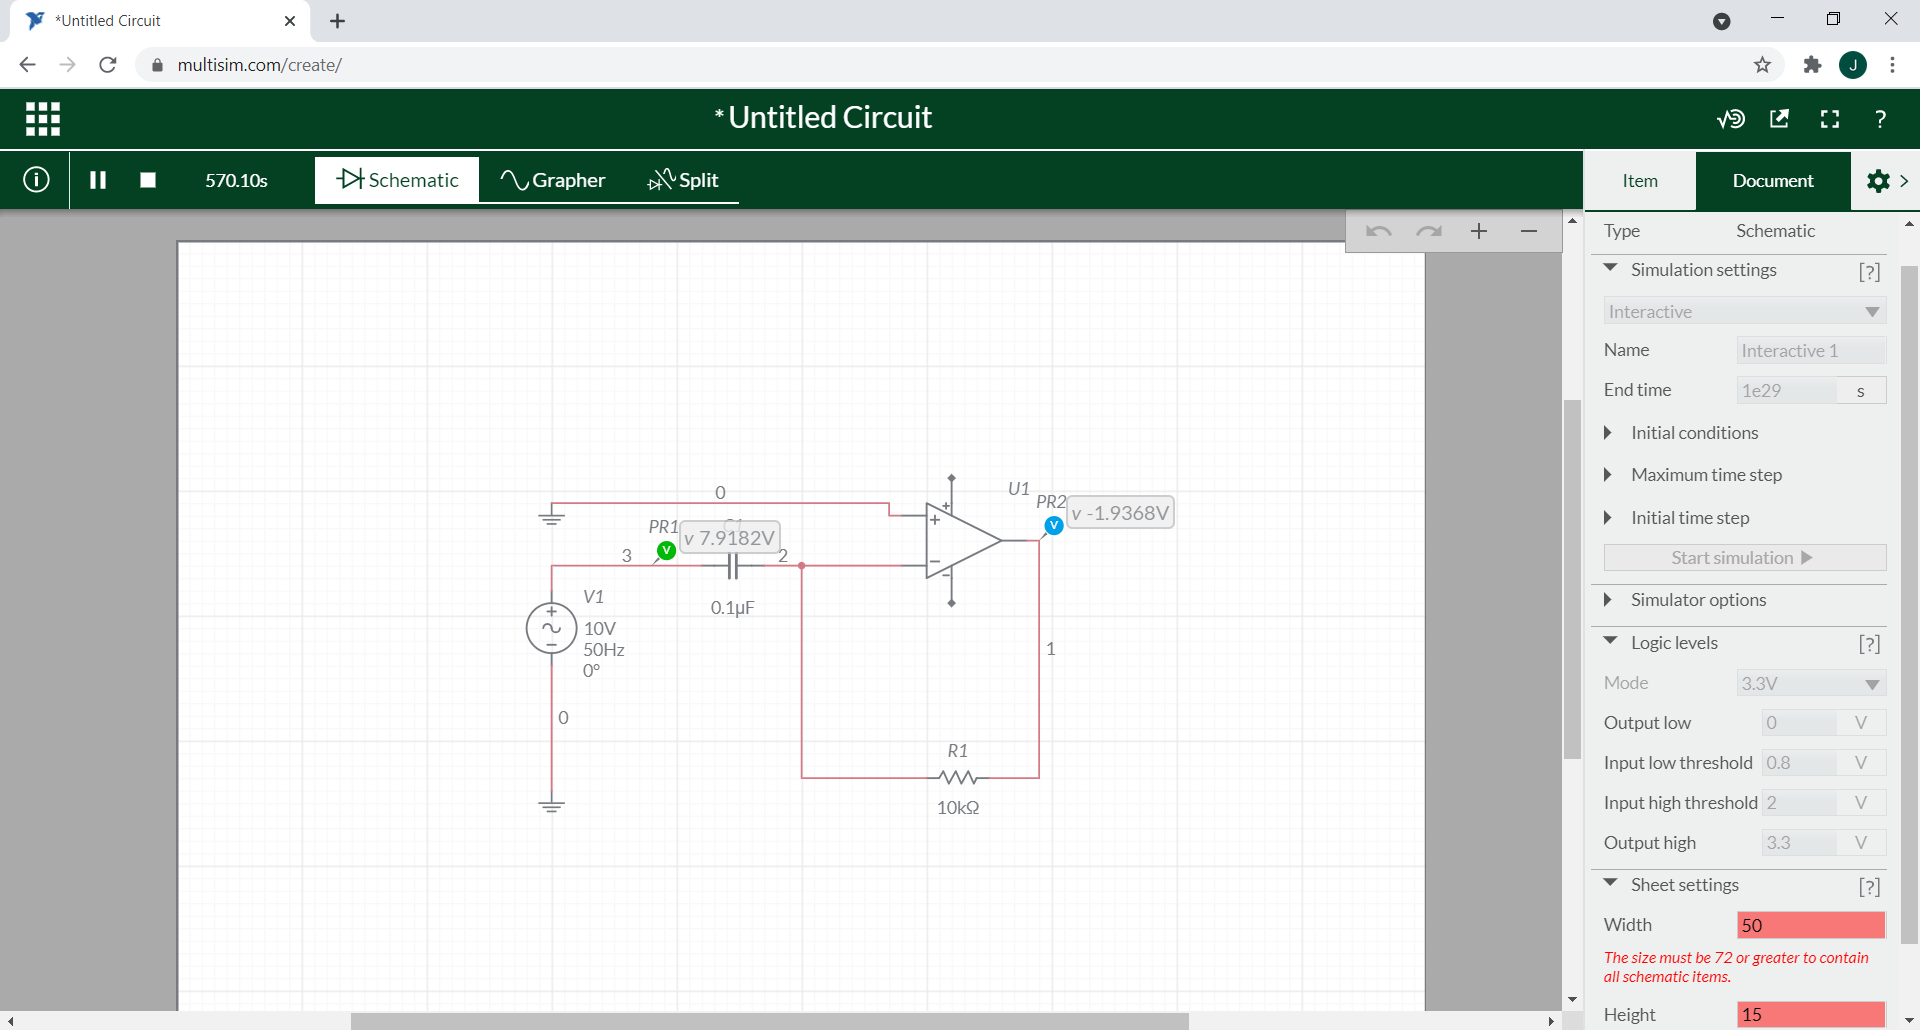 *Untitled Circuit
multisim.com/create/
J
*Untitled Circuit
?
570.10s
Schematic
Grapher
Split
Item
Document
Type Schematic
Simulation settings [?]
Interactive
Name Interactive 1
End time 1e29 s
Initial conditions
Maximum time step
Initial time step
Start simulation
Simulator options
Logic levels [?]
Mode 3.3V
Output low 0 V
Input low threshold 0.8 V
Input high threshold 2 V
Output high 3.3 V
Sheet settings [?]
Width 50
The size must be 72 or greater to contain
all schematic items.
Height 15
0
U1
PR2
V
v -1.9368V
PR1
V
v 7.9182V
3
2
0.1µF
V1
10V
50Hz
0°
0
1
R1
10kΩ